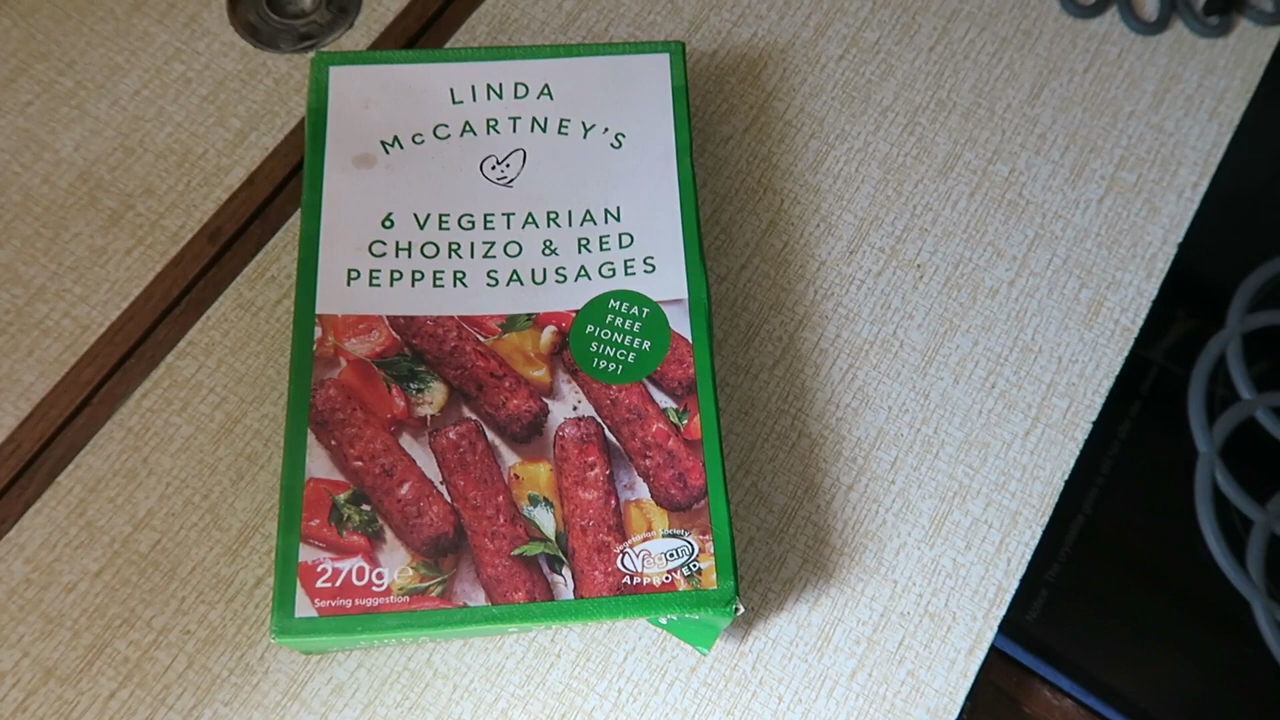 LINDA
McCARTNEY'S
6 VEGETARIAN
CHORIZO & RED
PEPPER SAUSAGES
MEAT
FREE
PIONEER
SINCE
1991
Vegetarian Society
Vegan
APPROVED
270g e
Serving suggestion